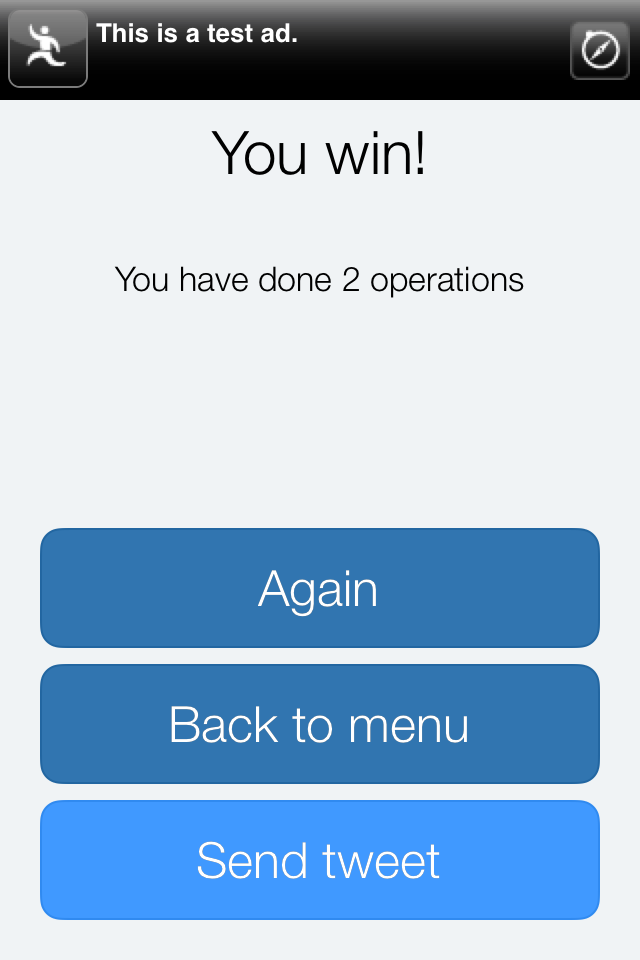 This is a test ad.
You win!
You have done 2 operations
Again
Back to menu
Send tweet